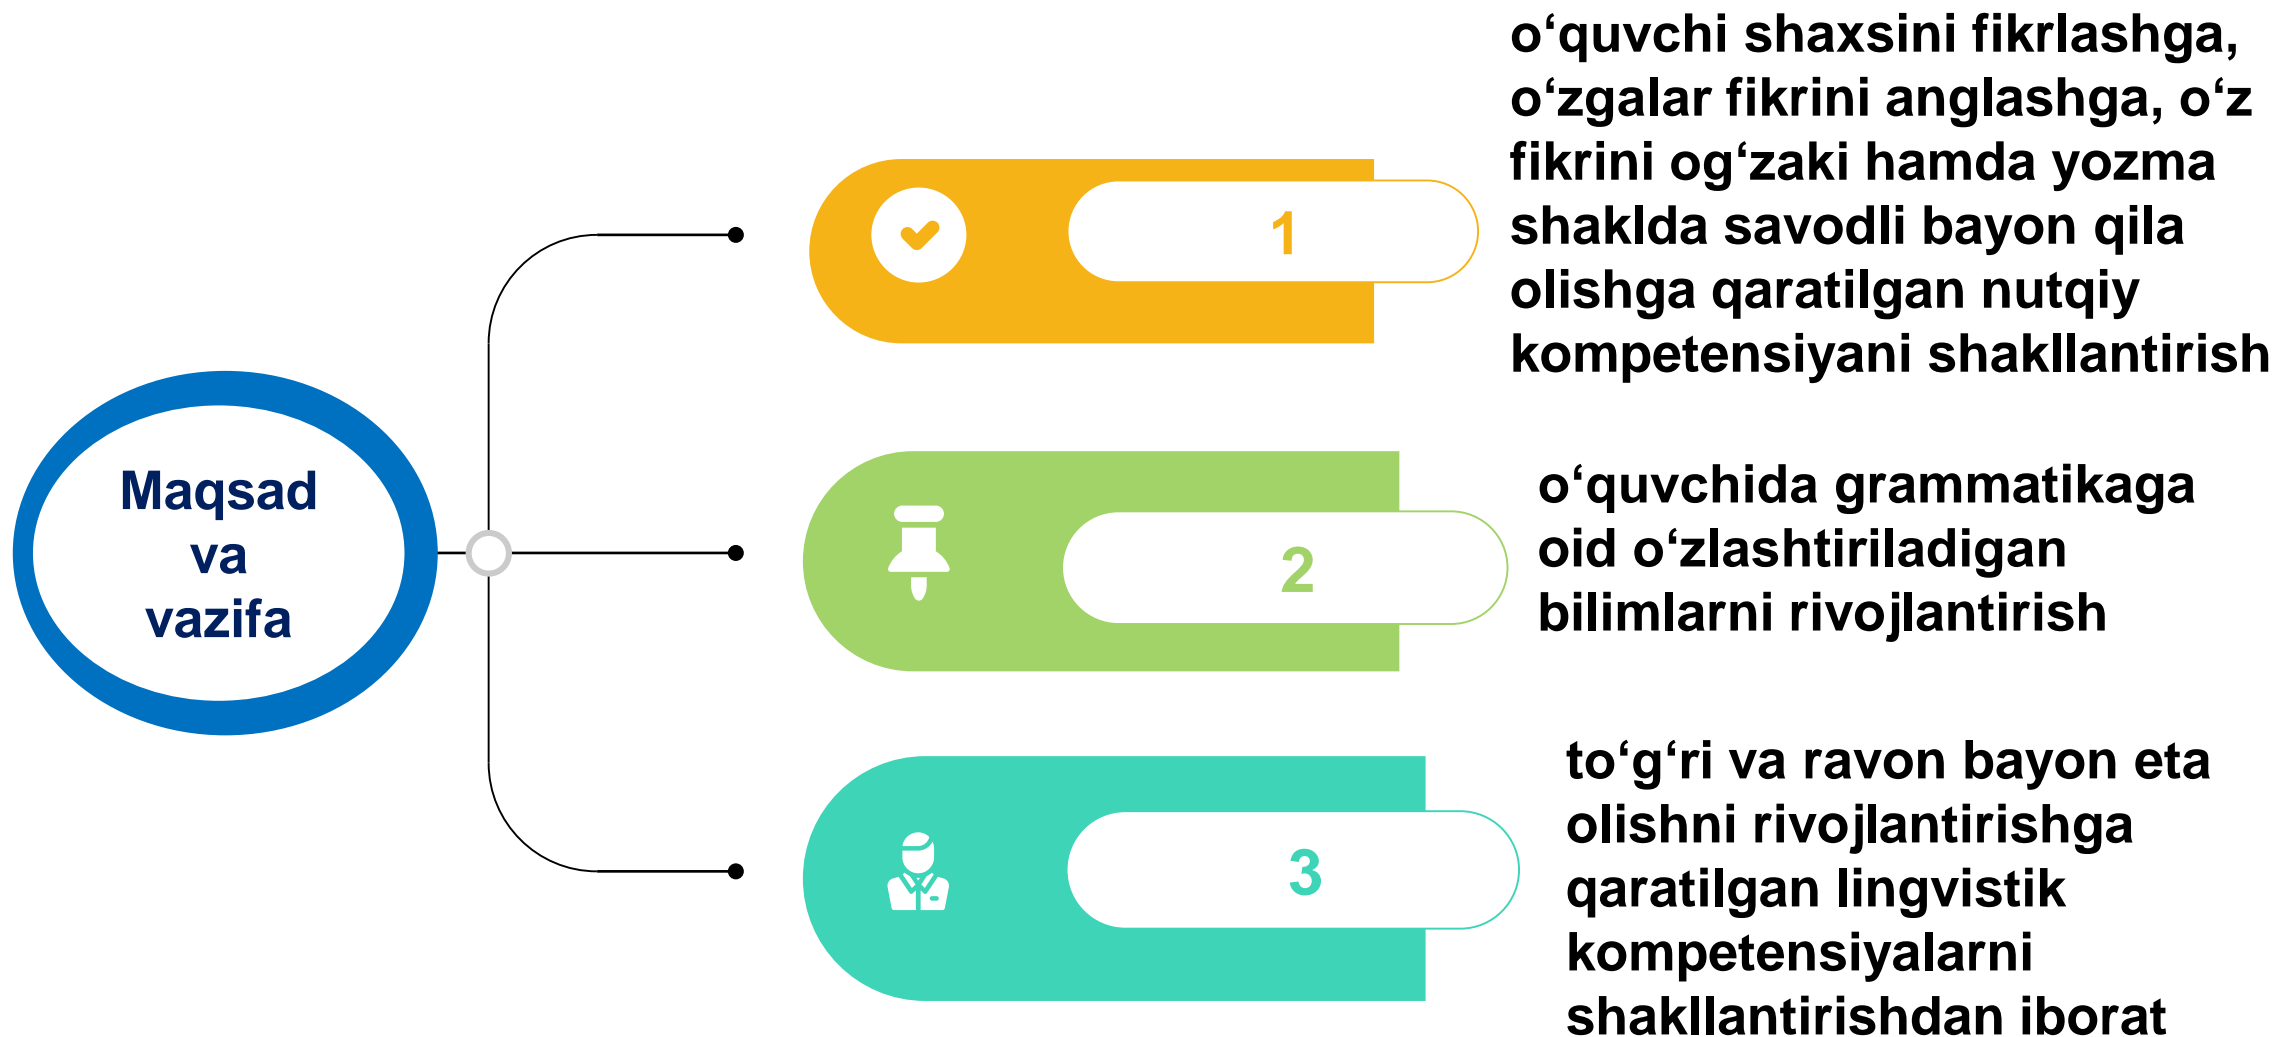 Maqsad
va
vazifa
1
o‘quvchi shaxsini fikrlashga,
o‘zgalar fikrini anglashga, o‘z
fikrini og‘zaki hamda yozma
shaklda savodli bayon qila
olishga qaratilgan nutqiy
kompetensiyani shakllantirish
2
o‘quvchida grammatikaga
oid o‘zlashtiriladigan
bilimlarni rivojlantirish
3
to‘g‘ri va ravon bayon eta
olishni rivojlantirishga
qaratilgan lingvistik
kompetensiyalarni
shakllantirishdan iborat